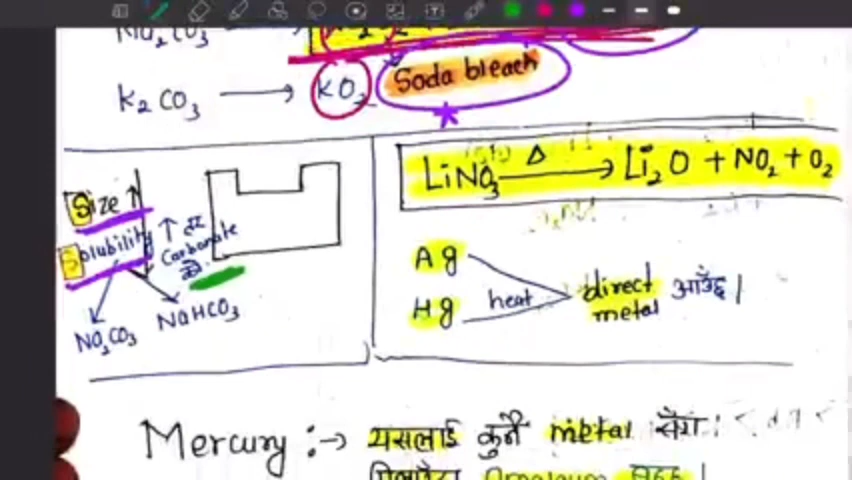 K₂CO₃ → KO₂ Soda bleach
Size ↑
Solubility ↑
Carbonate
Na₂CO₃ NaHCO₃
LiNO₃ —Δ→ Li₂O + NO₂ + O₂
Ag
Hg heat direct metal आउँछ।
Mercury :→ यसलाई कुनै metal सँग